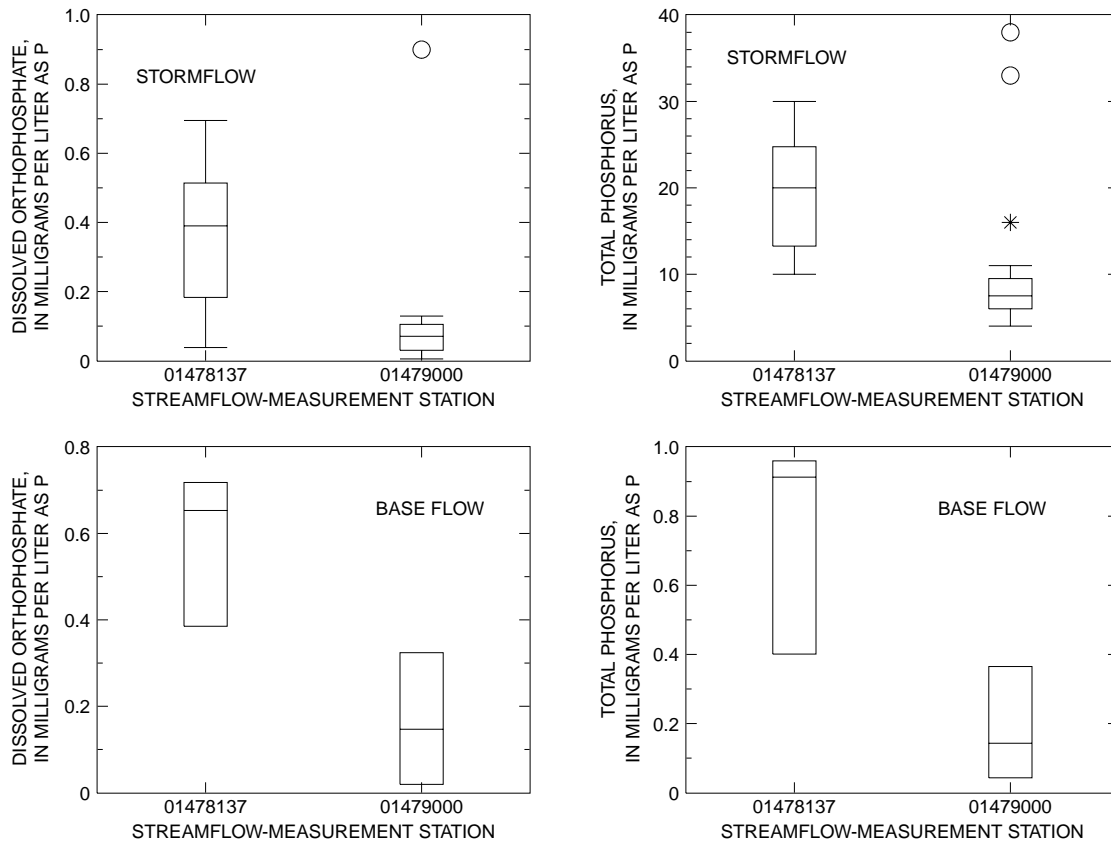 DISSOLVED ORTHOPHOSPHATE,
IN MILLIGRAMS PER LITER AS P
1.0
0.8
0.6
0.4
0.2
0
STORMFLOW
01478137 01479000
STREAMFLOW-MEASUREMENT STATION
TOTAL PHOSPHORUS,
IN MILLIGRAMS PER LITER AS P
40
30
20
10
0
STORMFLOW
01478137 01479000
STREAMFLOW-MEASUREMENT STATION
DISSOLVED ORTHOPHOSPHATE,
IN MILLIGRAMS PER LITER AS P
0.8
0.6
0.4
0.2
0
BASE FLOW
01478137 01479000
STREAMFLOW-MEASUREMENT STATION
TOTAL PHOSPHORUS,
IN MILLIGRAMS PER LITER AS P
1.0
0.8
0.6
0.4
0.2
0
BASE FLOW
01478137 01479000
STREAMFLOW-MEASUREMENT STATION